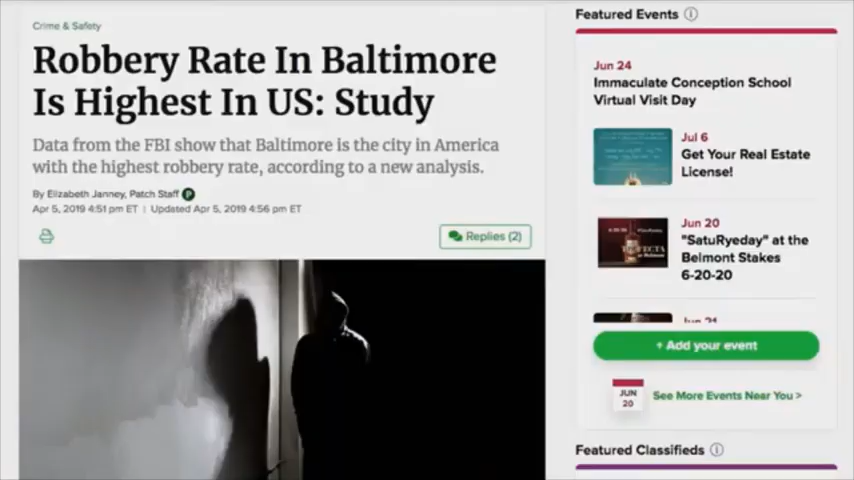 Crime & Safety
Robbery Rate In Baltimore
Is Highest In US: Study
Data from the FBI show that Baltimore is the city in America
with the highest robbery rate, according to a new analysis.
By Elizabeth Janney, Patch Staff P
Apr 5, 2019 4:51 pm ET | Updated Apr 5, 2019 4:56 pm ET
Replies (2)
Featured Events
Jun 24
Immaculate Conception School
Virtual Visit Day
Jul 6
Get Your Real Estate
License!
Jun 20
"SatuRyeday" at the
Belmont Stakes
6-20-20
Jun 21
+ Add your event
JUN
20
See More Events Near You >
Featured Classifieds